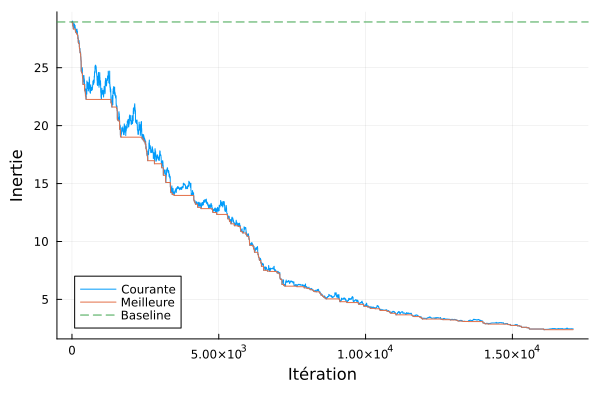 Inertie
25
20
15
10
5
Courante
Meilleure
Baseline
0
5.00×10³
1.00×10⁴
1.50×10⁴
Itération